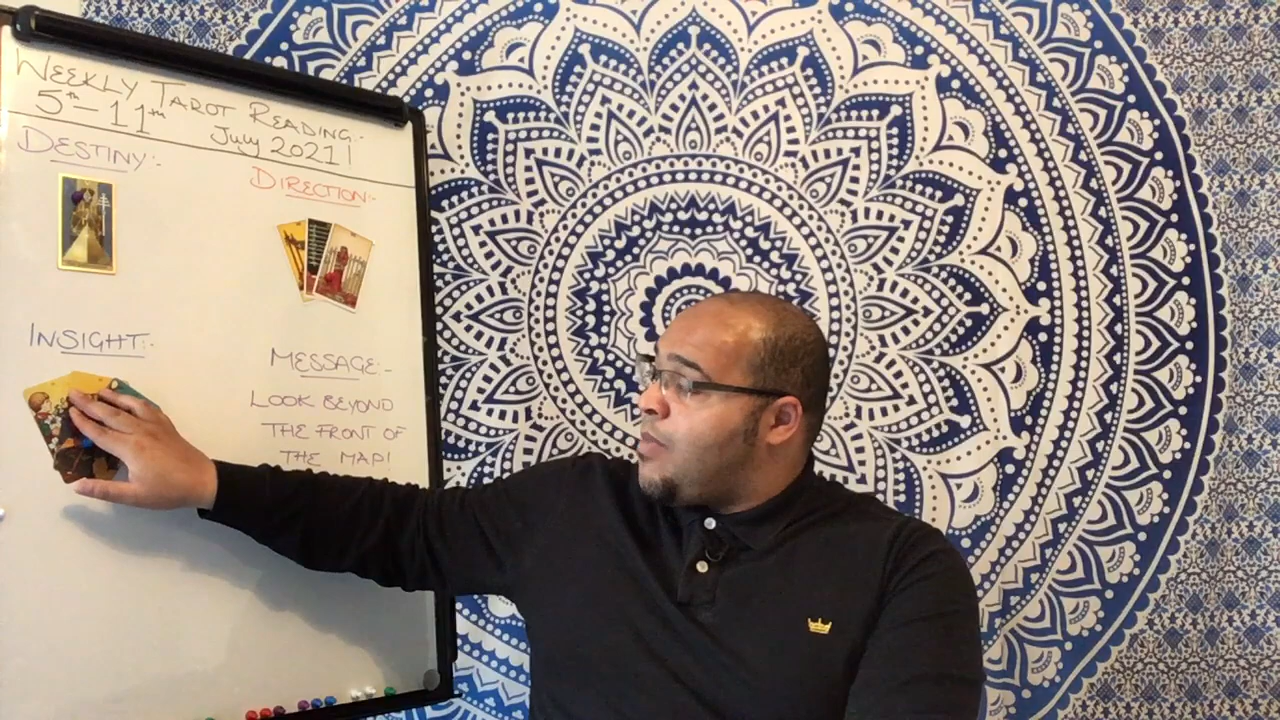 WEEKLY TAROT READING:-
5th - 11th July 2021!
DESTINY:-
DIRECTION:-
INSIGHT:-
MESSAGE:-
LOOK BEYOND
THE FRONT OF
THE MAP!